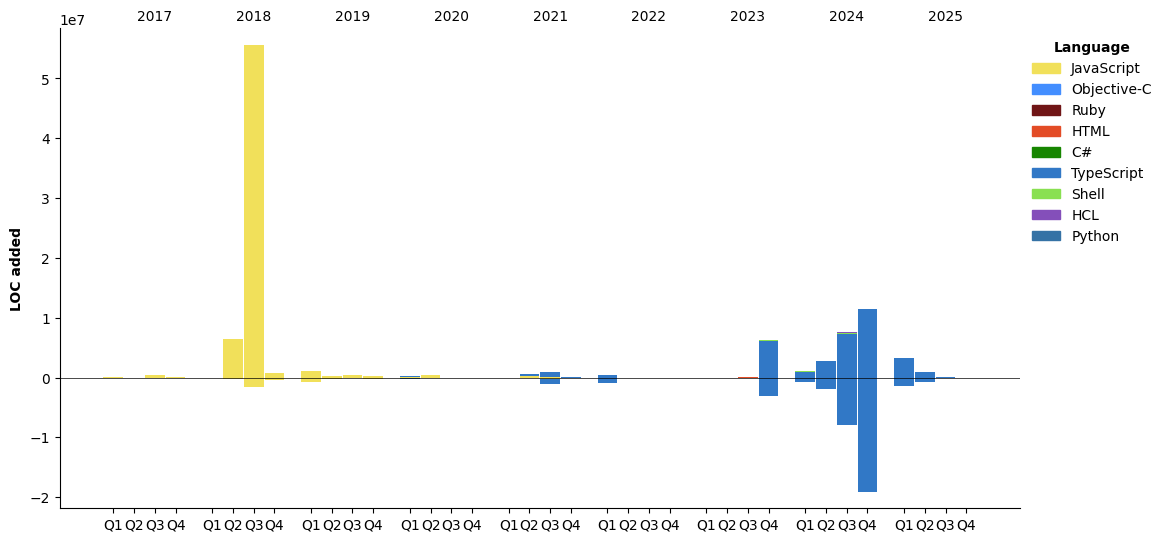 2017 2018 2019 2020 2021 2022 2023 2024 2025
1e7
Language
JavaScript
Objective-C
Ruby
HTML
C#
TypeScript
Shell
HCL
Python
LOC added
5
4
3
2
1
0
−1
−2
Q1 Q2 Q3 Q4 Q1 Q2 Q3 Q4 Q1 Q2 Q3 Q4 Q1 Q2 Q3 Q4 Q1 Q2 Q3 Q4 Q1 Q2 Q3 Q4 Q1 Q2 Q3 Q4 Q1 Q2 Q3 Q4 Q1 Q2 Q3 Q4